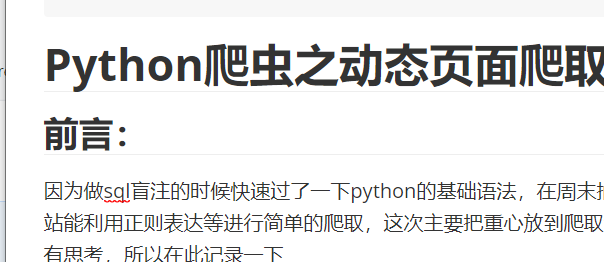 Python爬虫之动态页面爬取
前言：
因为做sql盲注的时候快速过了一下python的基础语法，在周末
站能利用正则表达等进行简单的爬取，这次主要把重心放到爬取
有思考，所以在此记录一下